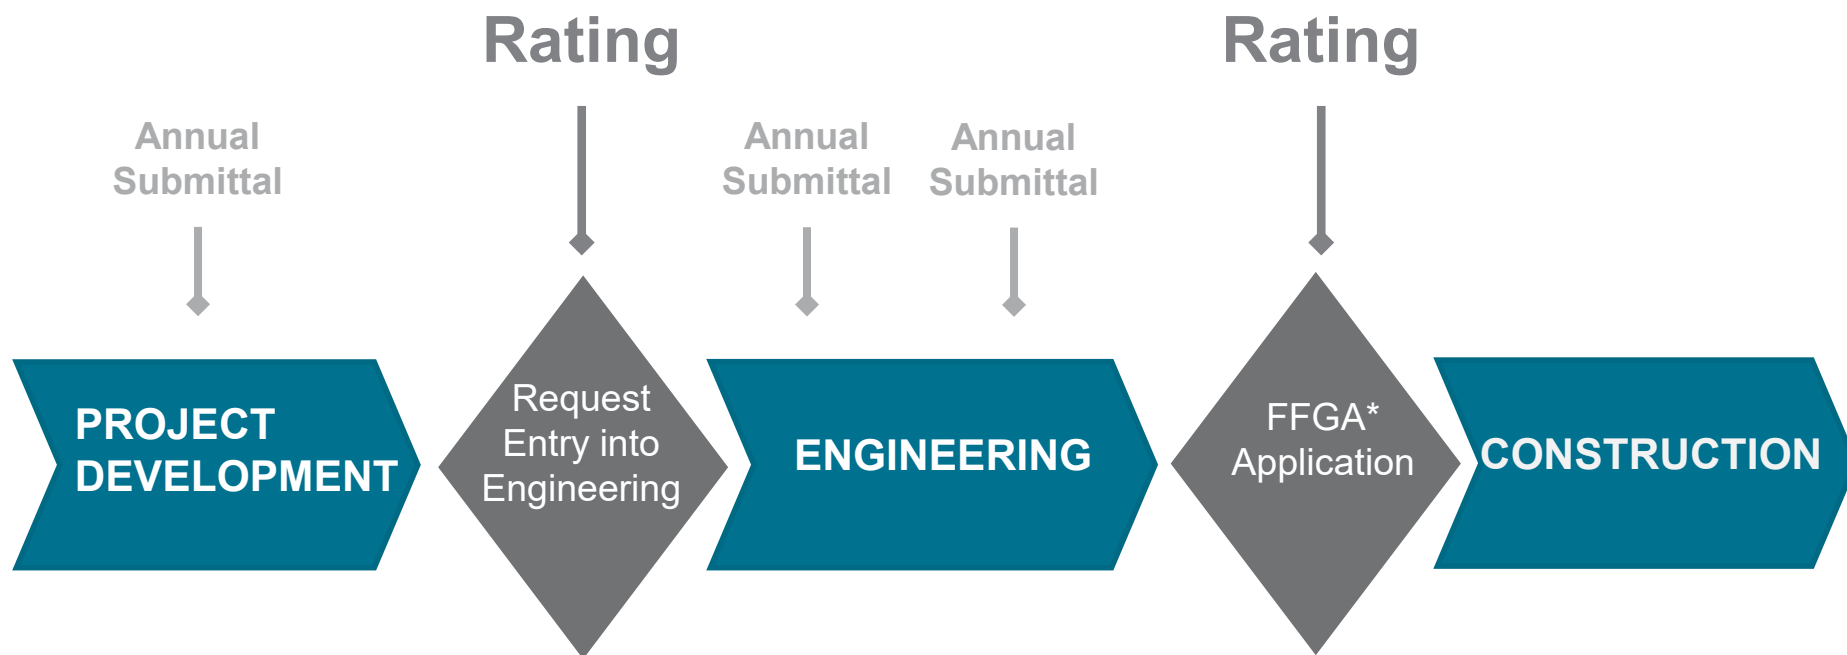 Rating
Rating
Annual
Submittal
Annual
Submittal
Annual
Submittal
PROJECT
DEVELOPMENT
Request
Entry into
Engineering
ENGINEERING
FFGA*
Application
CONSTRUCTION